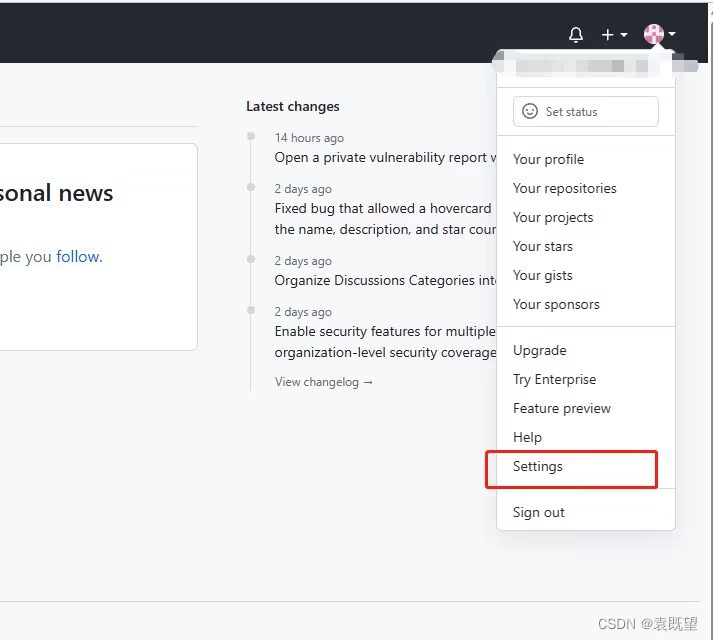 Latest changes
14 hours ago
Open a private vulnerability report
2 days ago
Fixed bug that allowed a hovercard
the name, description, and star
2 days ago
Organize Discussions Categories
2 days ago
Enable security features for multiple
organization-level security coverage
View changelog →
sonal news
ple you follow.
Set status
Your profile
Your repositories
Your projects
Your stars
Your gists
Your sponsors
Upgrade
Try Enterprise
Feature preview
Help
Settings
Sign out
CSDN @袁既望